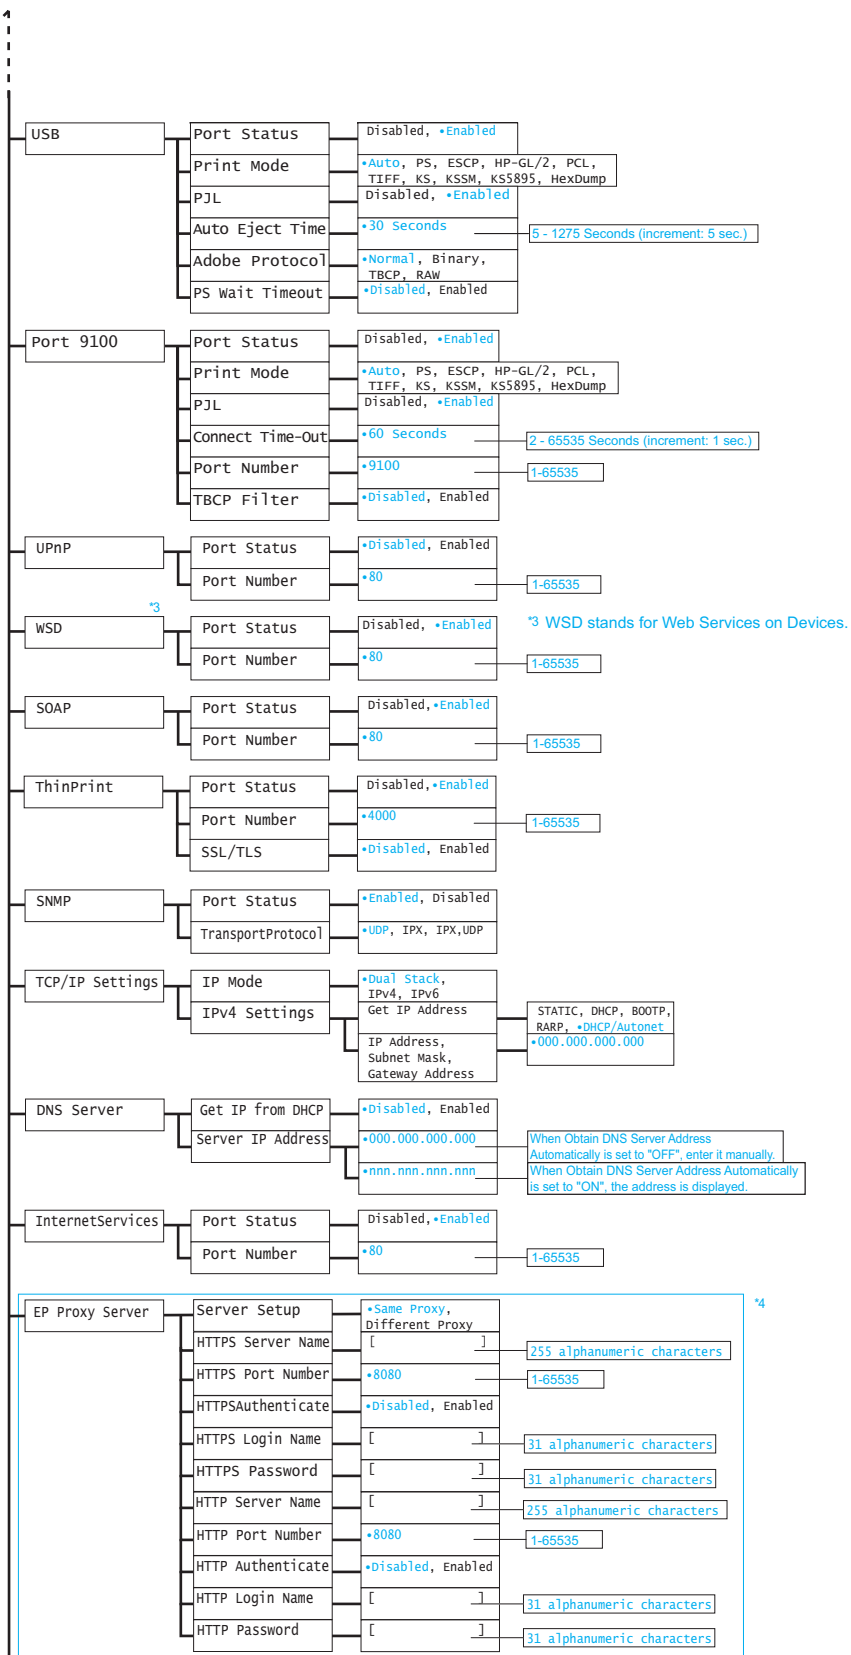 USB
Port Status
Disabled, •Enabled
Print Mode
•Auto, PS, ESCP, HP-GL/2, PCL,
TIFF, KS, KSSM, KS5895, HexDump
PJL
Disabled, •Enabled
Auto Eject Time
•30 Seconds
5 - 1275 Seconds (increment: 5 sec.)
Adobe Protocol
•Normal, Binary,
TBCP, RAW
PS Wait Timeout
•Disabled, Enabled
Port 9100
Port Status
Disabled, •Enabled
Print Mode
•Auto, PS, ESCP, HP-GL/2, PCL,
TIFF, KS, KSSM, KS5895, HexDump
PJL
Disabled, •Enabled
Connect Time-Out
•60 Seconds
2 - 65535 Seconds (increment: 1 sec.)
Port Number
•9100
1-65535
TBCP Filter
•Disabled, Enabled
UPnP
Port Status
•Disabled, Enabled
Port Number
•80
1-65535
*3
WSD
Port Status
Disabled, •Enabled
*3 WSD stands for Web Services on Devices.
Port Number
•80
1-65535
SOAP
Port Status
Disabled,•Enabled
Port Number
•80
1-65535
ThinPrint
Port Status
Disabled,•Enabled
Port Number
•4000
1-65535
SSL/TLS
•Disabled, Enabled
SNMP
Port Status
•Enabled, Disabled
TransportProtocol
•UDP, IPX, IPX,UDP
TCP/IP Settings
IP Mode
•Dual Stack,
IPv4, IPv6
IPv4 Settings
Get IP Address
STATIC, DHCP, BOOTP,
RARP, •DHCP/Autonet
IP Address,
Subnet Mask,
Gateway Address
•000.000.000.000
DNS Server
Get IP from DHCP
•Disabled, Enabled
Server IP Address
•000.000.000.000
When Obtain DNS Server Address
Automatically is set to "OFF", enter it manually.
•nnn.nnn.nnn.nnn
When Obtain DNS Server Address Automatically
is set to "ON", the address is displayed.
InternetServices
Port Status
Disabled,•Enabled
Port Number
•80
1-65535
*4
EP Proxy Server
Server Setup
•Same Proxy,
Different Proxy
HTTPS Server Name
[ ]
255 alphanumeric characters
HTTPS Port Number
•8080
1-65535
HTTPSAuthenticate
•Disabled, Enabled
HTTPS Login Name
[ ]
31 alphanumeric characters
HTTPS Password
[ ]
31 alphanumeric characters
HTTP Server Name
[ ]
255 alphanumeric characters
HTTP Port Number
•8080
1-65535
HTTP Authenticate
•Disabled, Enabled
HTTP Login Name
[ ]
31 alphanumeric characters
HTTP Password
[ ]
31 alphanumeric characters